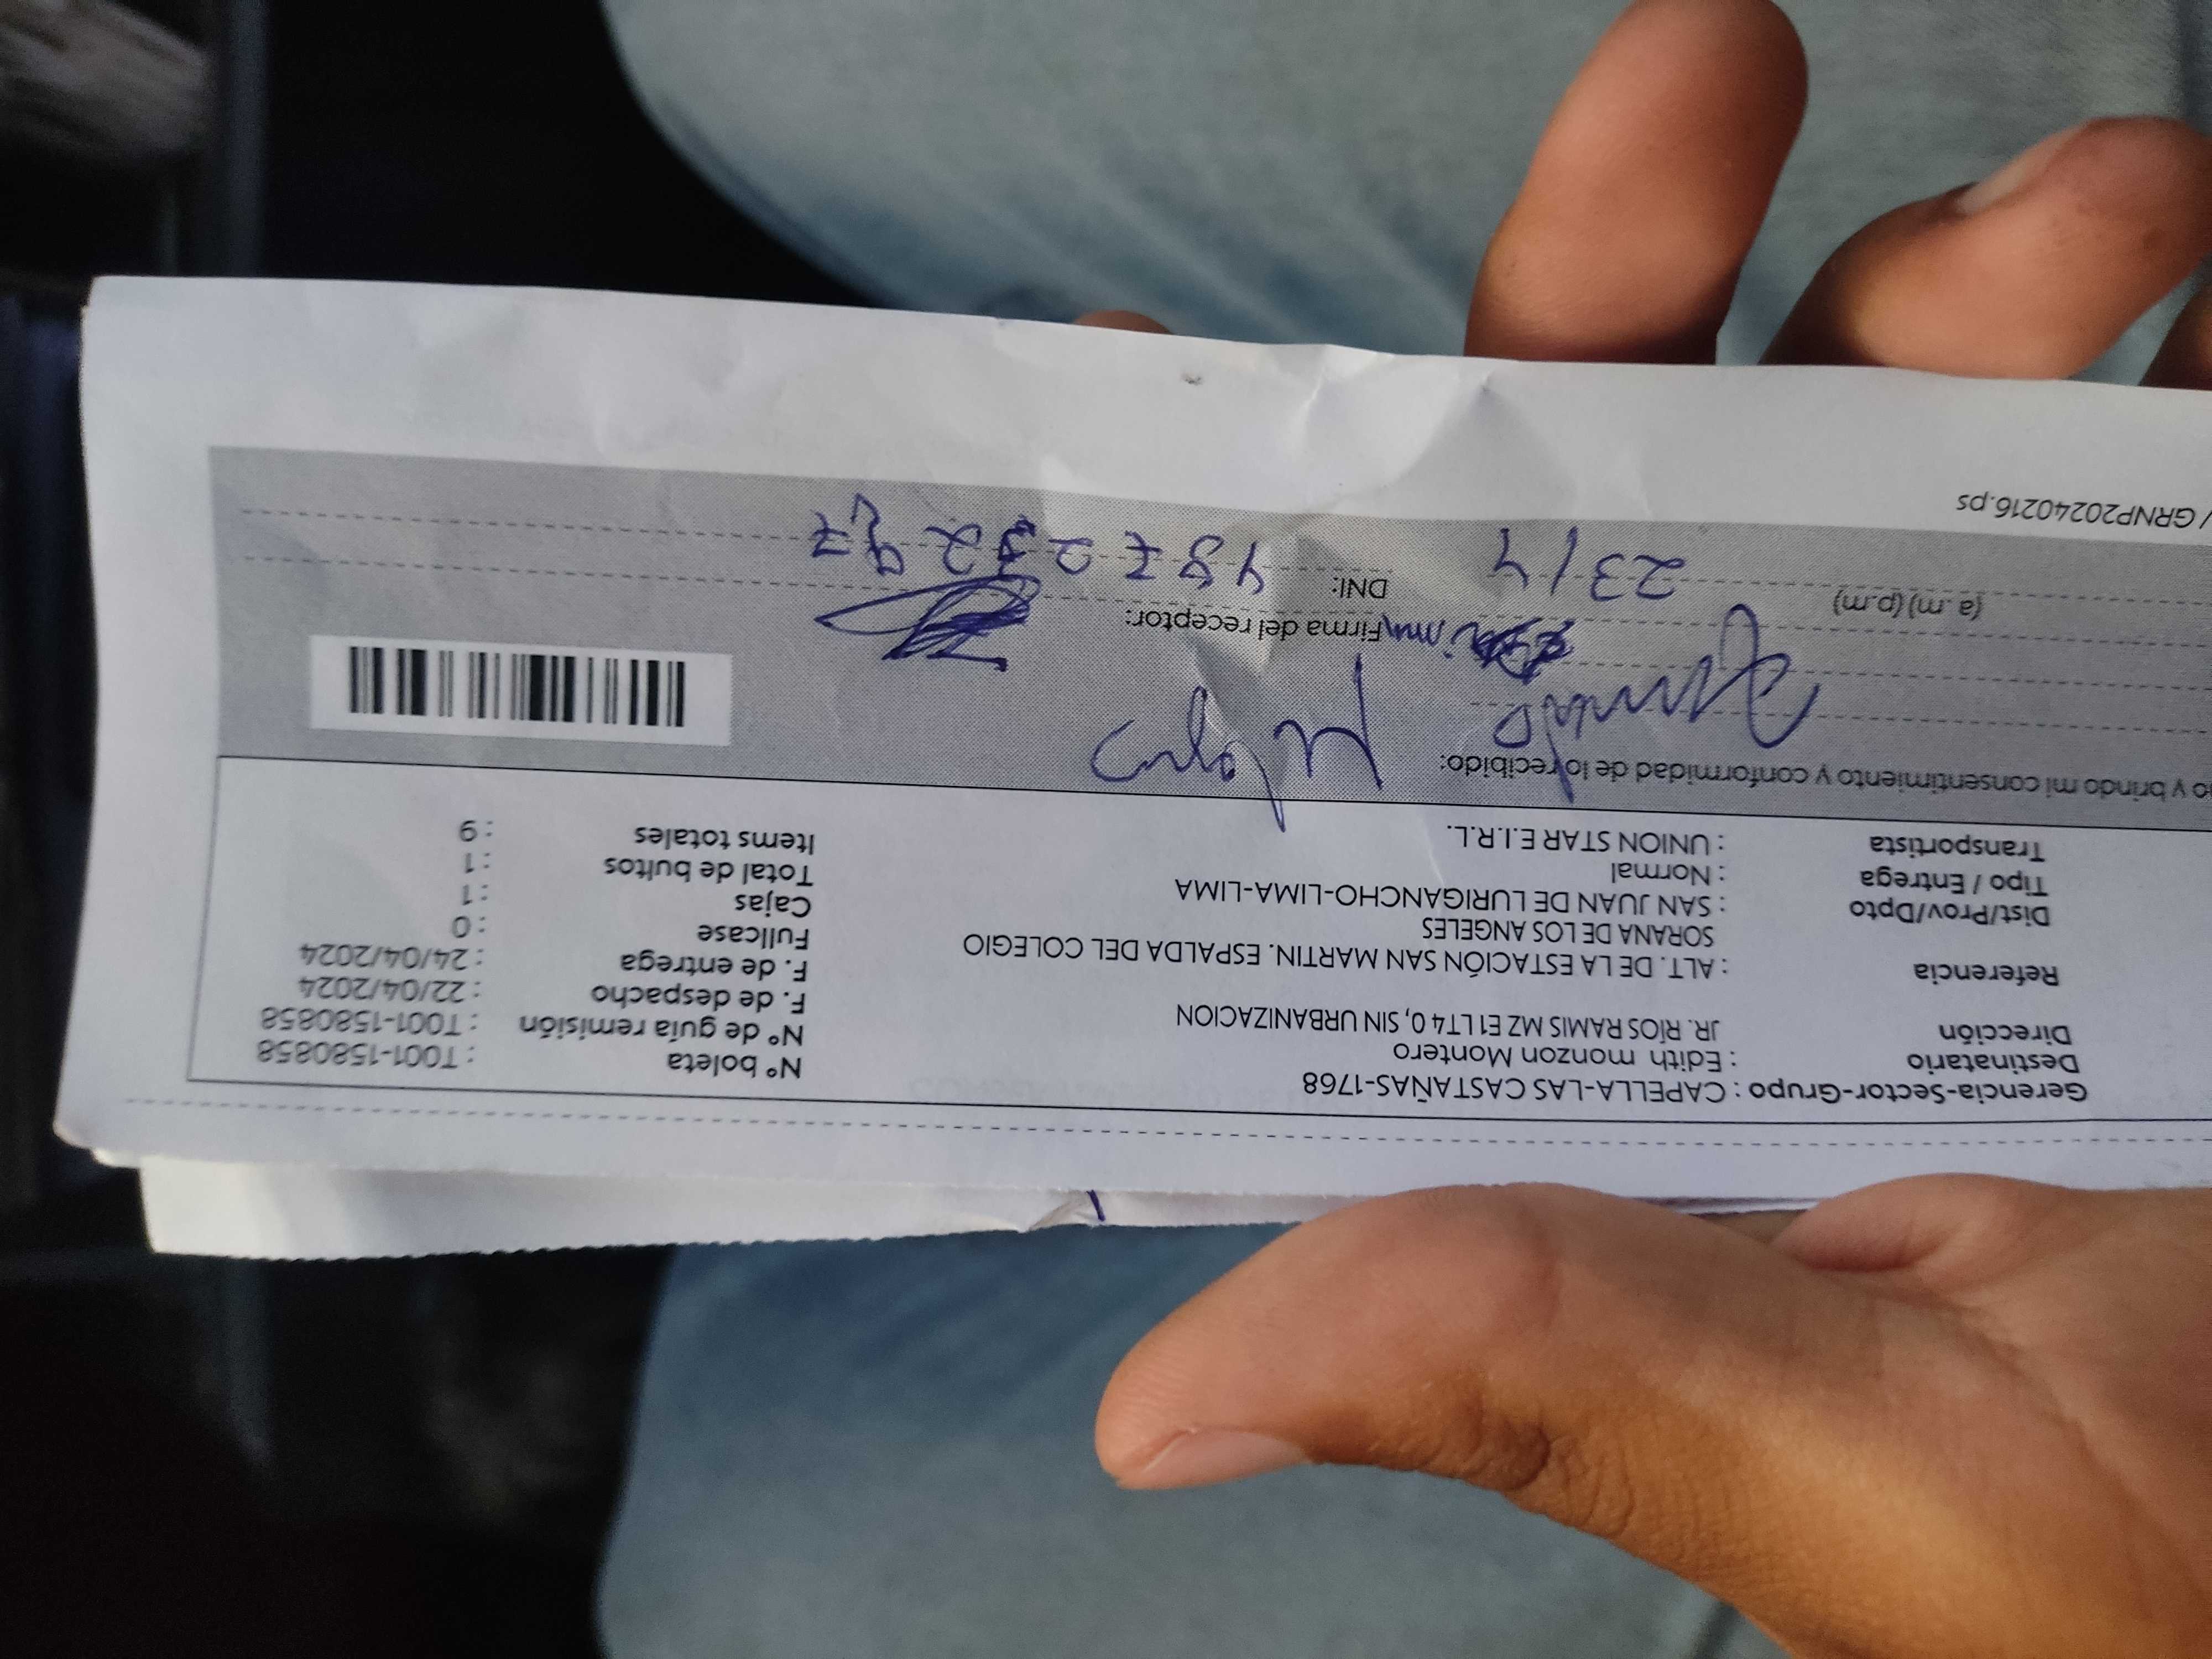 Gerencia-Sector-Grupo : CAPELLA-LAS CASTAÑAS-1768
Destinatario : Edith monzon Montero
Dirección JR. RÍOS RAMIS MZ E1 LT4 0, SIN URBANIZACION
Referencia : ALT. DE LA ESTACIÓN SAN MARTIN. ESPALDA DEL COLEGIO
SORANA DE LOS ANGELES
Dist/Prov/Dpto : SAN JUAN DE LURIGANCHO-LIMA-LIMA
Tipo / Entrega : Normal
Transportista : UNION STAR E.I.R.L.
N° boleta : T001-1580858
N° de guía remisión : T001-1580858
F. de despacho : 22/04/2024
F. de entrega : 24/04/2024
Fullcase : 0
Cajas : 1
Total de bultos : 1
Items totales : 9
y brindo mi consentimiento y conformidad de lo recibido:
Firma del receptor:
(a.m) (p.m) 23/4 DNI:
/ GRNP20240216.ps